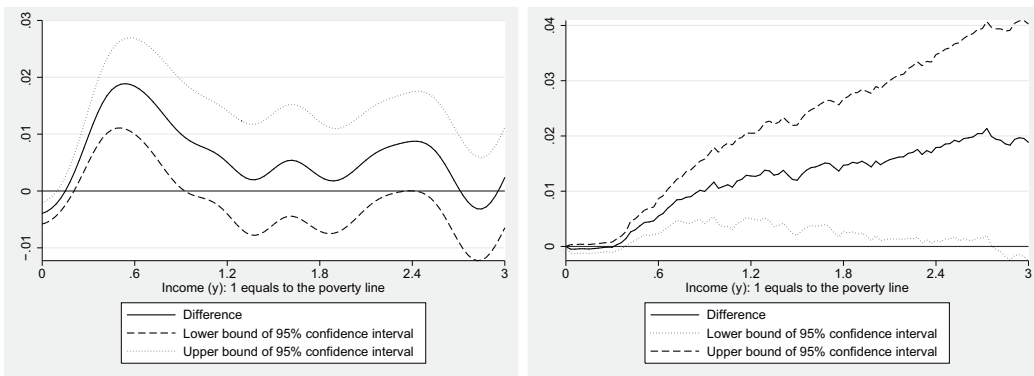 .03
.02
.01
0
-.01
0
.6
1.2
1.8
2.4
3
Income (y): 1 equals to the poverty line
Difference
Lower bound of 95% confidence interval
Upper bound of 95% confidence interval
.04
.03
.02
.01
0
0
.6
1.2
1.8
2.4
3
Income (y): 1 equals to the poverty line
Difference
Lower bound of 95% confidence interval
Upper bound of 95% confidence interval